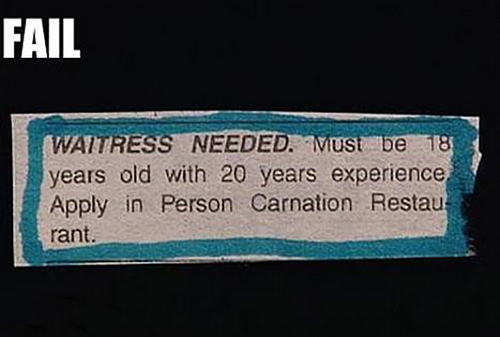 FAIL
WAITRESS NEEDED. Must be 18
years old with 20 years experience
Apply in Person Carnation Restau-
rant.